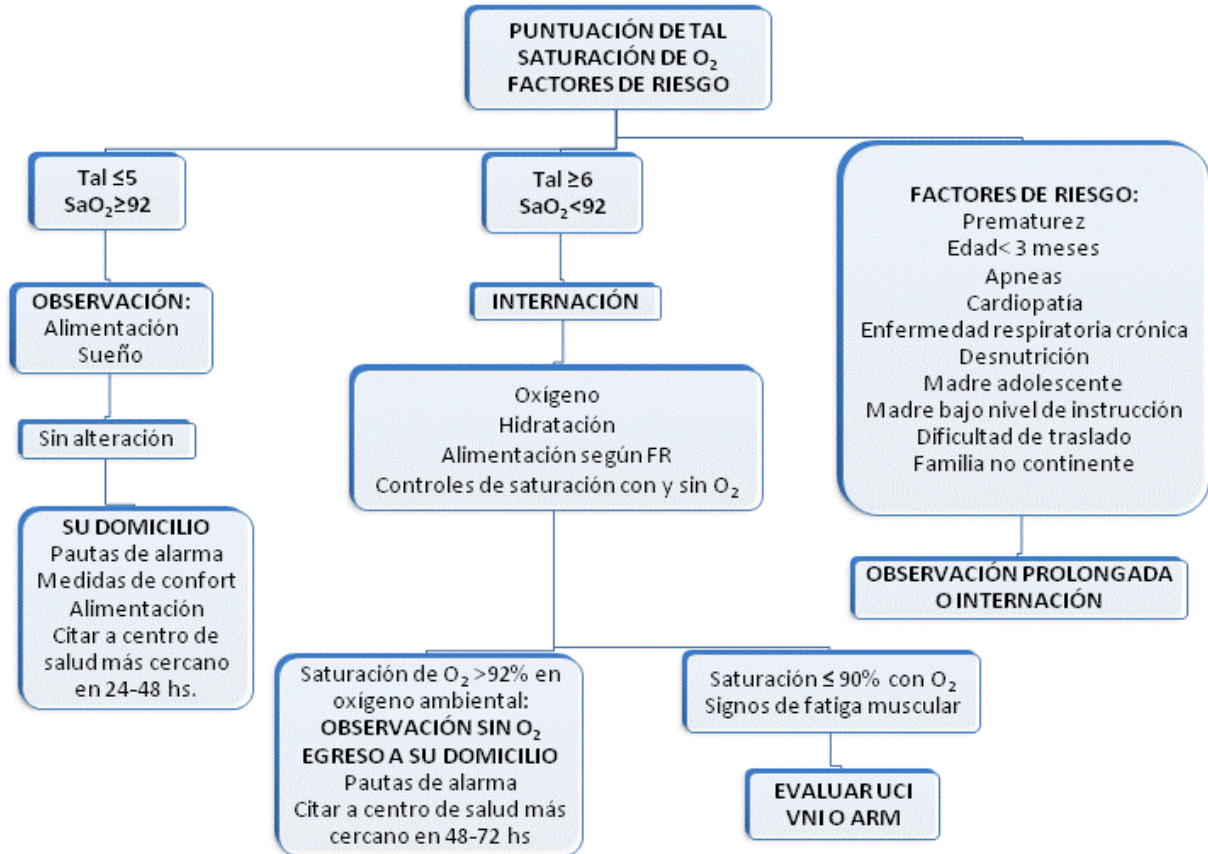 PUNTUACIÓN DE TAL
SATURACIÓN DE O₂
FACTORES DE RIESGO
Tal ≤5
SaO₂≥92
OBSERVACIÓN:
Alimentación
Sueño
Sin alteración
SU DOMICILIO
Pautas de alarma
Medidas de confort
Alimentación
Citar a centro de
salud más cercano
en 24-48 hs.
Tal ≥6
SaO₂<92
INTERNACIÓN
Oxígeno
Hidratación
Alimentación según FR
Controles de saturación con y sin O₂
Saturación de O₂ >92% en
oxígeno ambiental:
OBSERVACIÓN SIN O₂
EGRESO A SU DOMICILIO
Pautas de alarma
Citar a centro de salud más
cercano en 48-72 hs
Saturación ≤ 90% con O₂
Signos de fatiga muscular
EVALUAR UCI
VNI O ARM
FACTORES DE RIESGO:
Prematurez
Edad< 3 meses
Apneas
Cardiopatía
Enfermedad respiratoria crónica
Desnutrición
Madre adolescente
Madre bajo nivel de instrucción
Dificultad de traslado
Familia no continente
OBSERVACIÓN PROLONGADA
O INTERNACIÓN